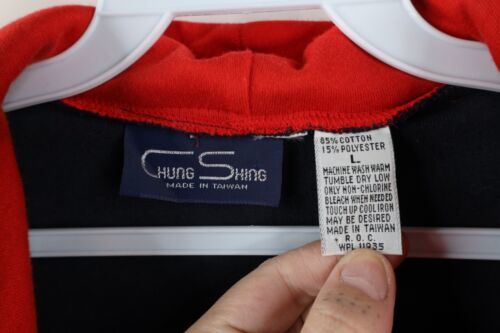 CHUNG SHING
MADE IN TAIWAN
85% COTTON
15% POLYESTER
L
MACHINE WASH WARM
TUMBLE DRY LOW
ONLY NON-CHLORINE
BLEACH WHEN NEEDED
TOUCH UP COOL IRON
MAY BE DESIRED
MADE IN TAIWAN
R.O.C.
WPL 11935